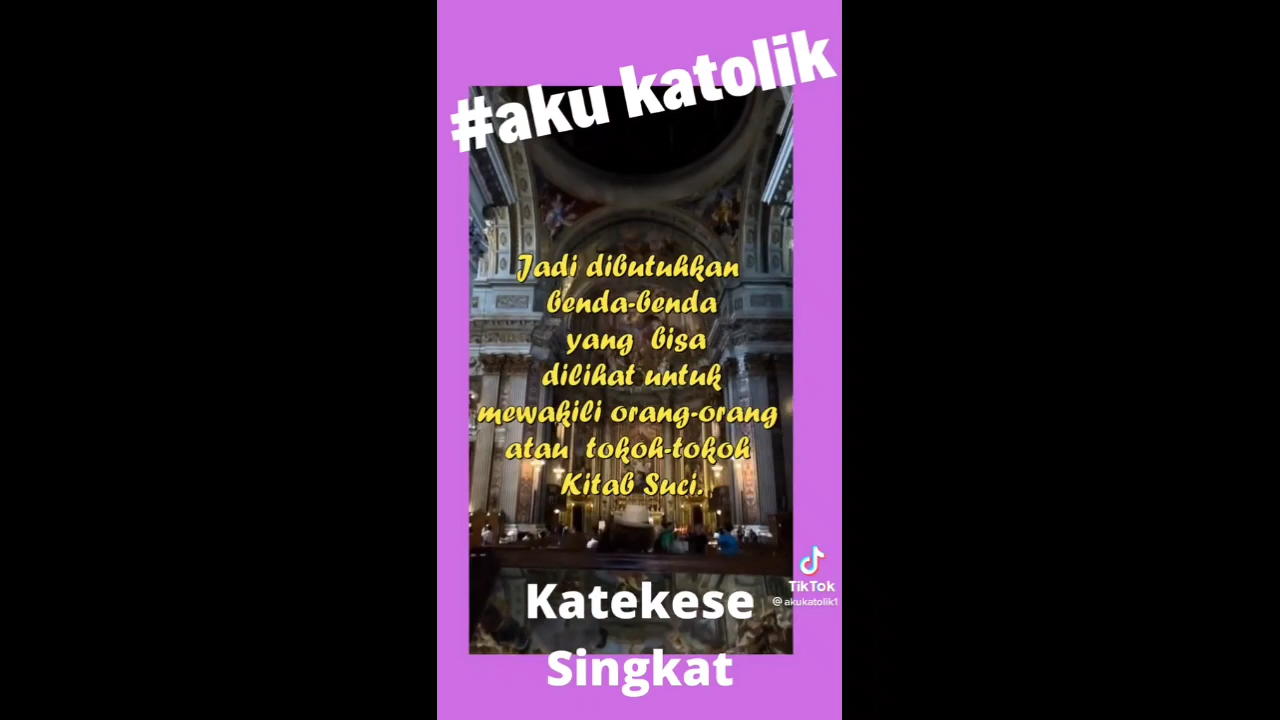 #aku katolik
Jadi dibutuhkan
benda-benda
yang bisa
dilihat untuk
mewakili orang-orang
atau tokoh-tokoh
Kitab Suci.
TikTok
@akukatolik1
Katekese
Singkat